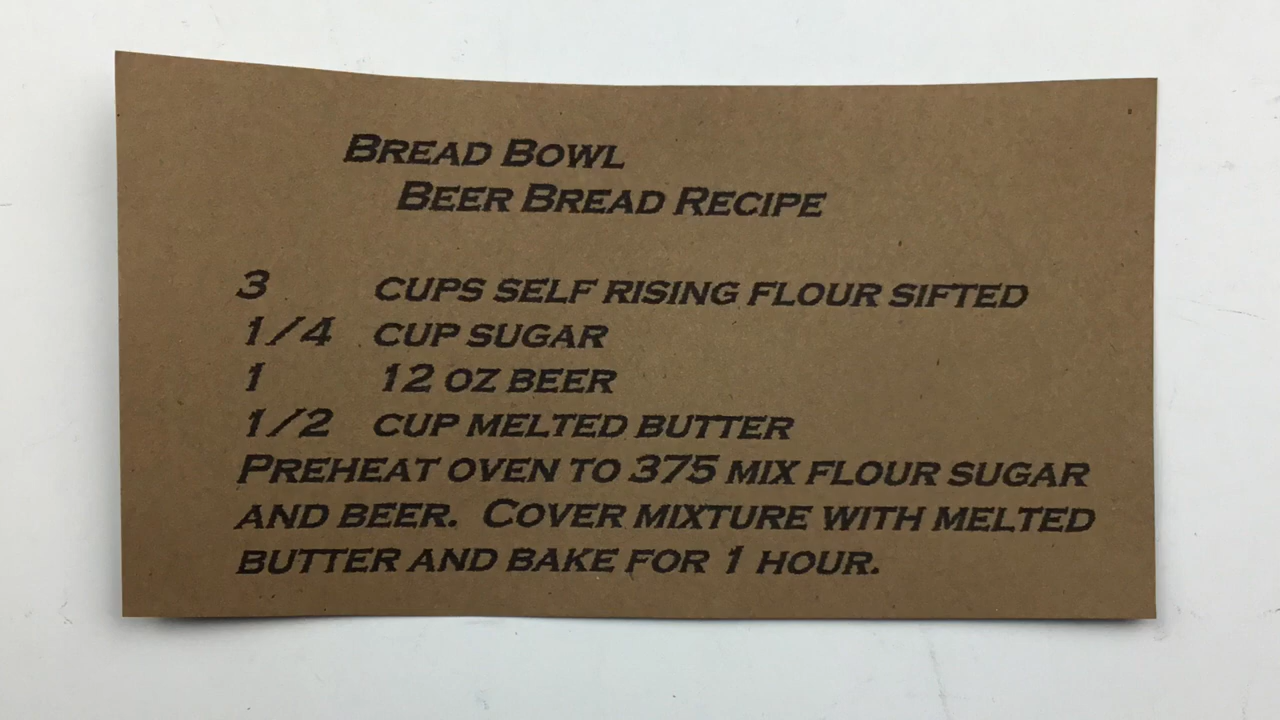 BREAD BOWL
BEER BREAD RECIPE
3 CUPS SELF RISING FLOUR SIFTED
1/4 CUP SUGAR
1 12 OZ BEER
1/2 CUP MELTED BUTTER
PREHEAT OVEN TO 375 MIX FLOUR SUGAR
AND BEER. COVER MIXTURE WITH MELTED
BUTTER AND BAKE FOR 1 HOUR.